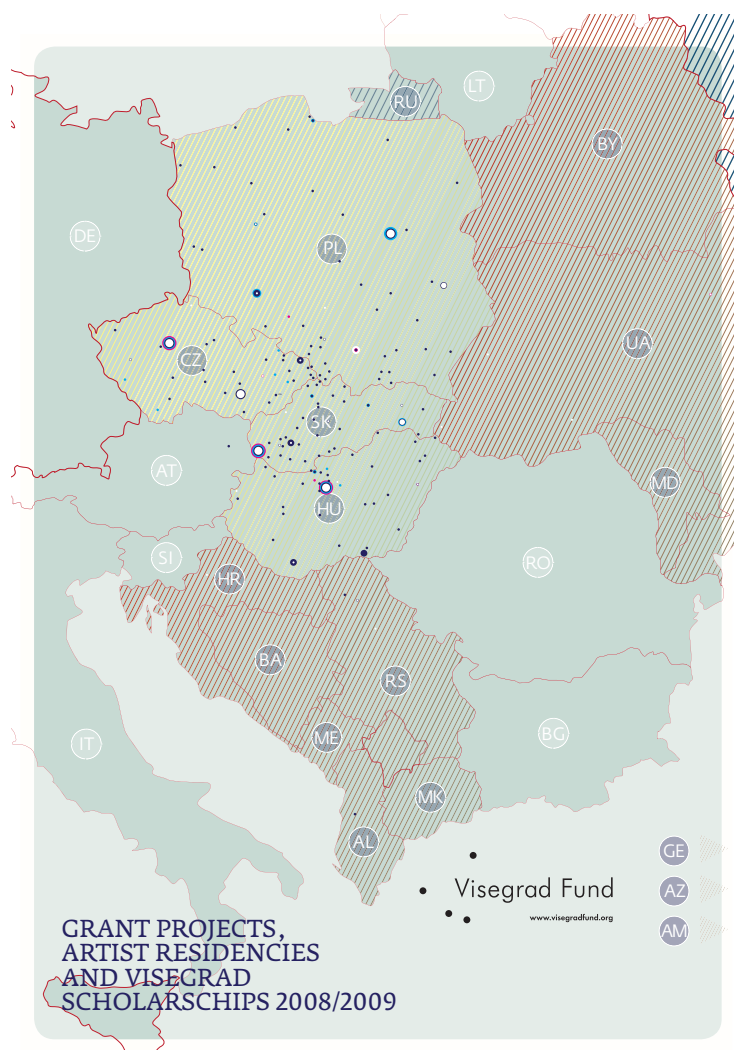 LT
RU
BY
DE
PL
UA
CZ
SK
AT
MD
HU
SI
RO
HR
BA
RS
ME
BG
IT
MK
AL
GE
Visegrad Fund
AZ
www.visegradfund.org
AM
GRANT PROJECTS,
ARTIST RESIDENCIES
AND VISEGRAD
SCHOLARSCHIPS 2008/2009